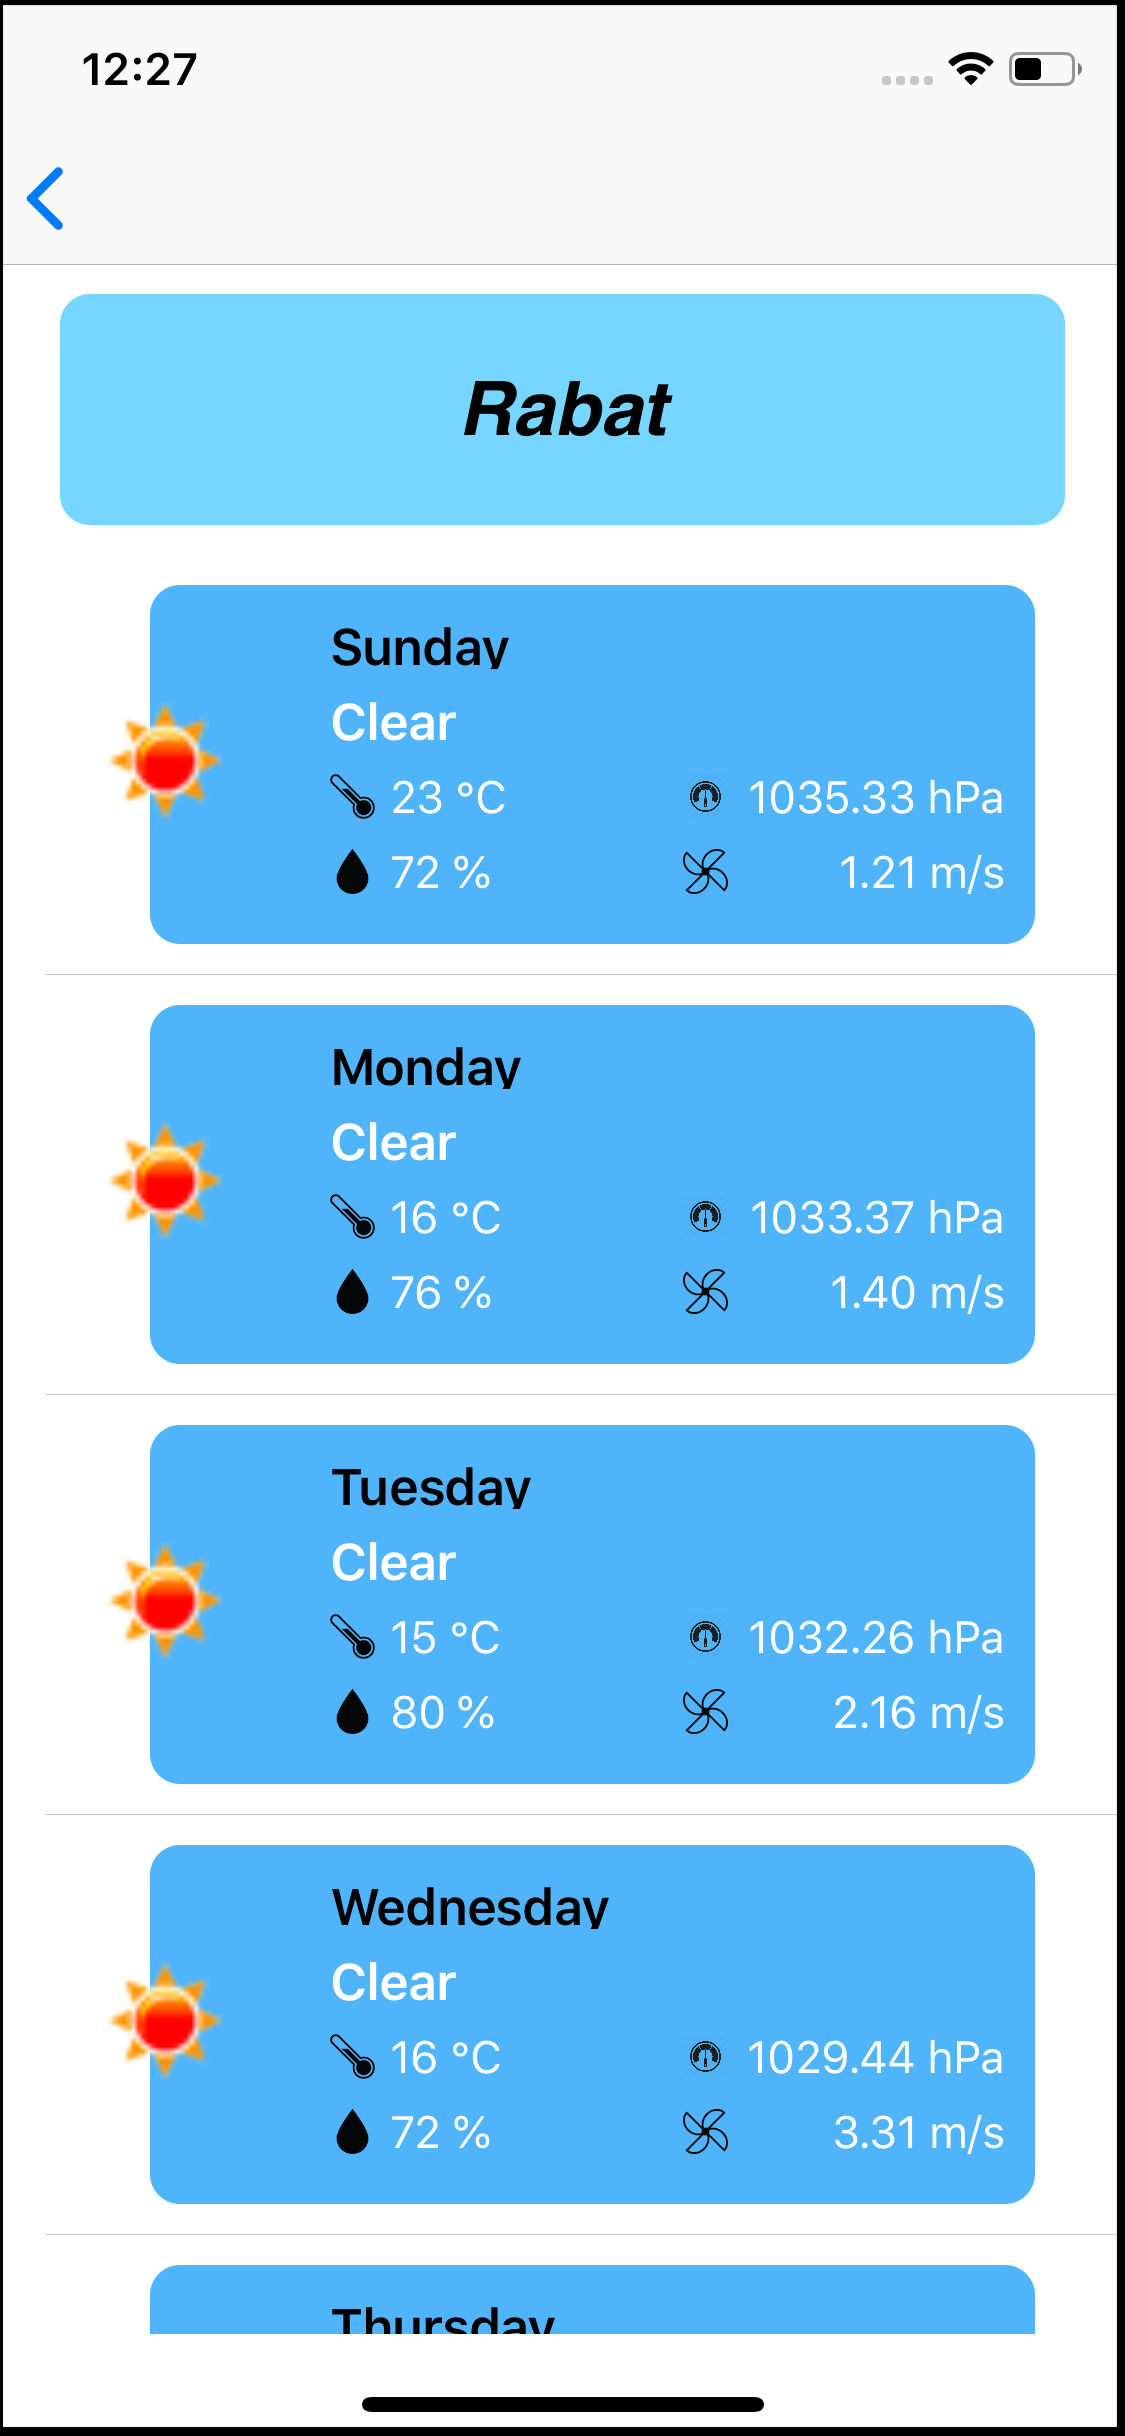 12:27
Rabat
Sunday
Clear
23 °C 1035.33 hPa
72 % 1.21 m/s
Monday
Clear
16 °C 1033.37 hPa
76 % 1.40 m/s
Tuesday
Clear
15 °C 1032.26 hPa
80 % 2.16 m/s
Wednesday
Clear
16 °C 1029.44 hPa
72 % 3.31 m/s
Thursday